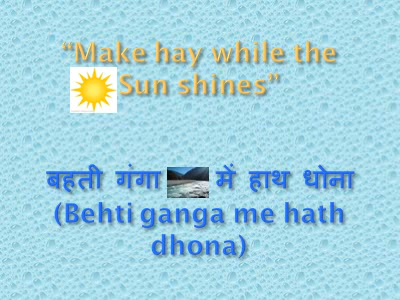 “Make hay while the
Sun shines”
बहती गंगा में हाथ धोना
(Behti ganga me hath
dhona)